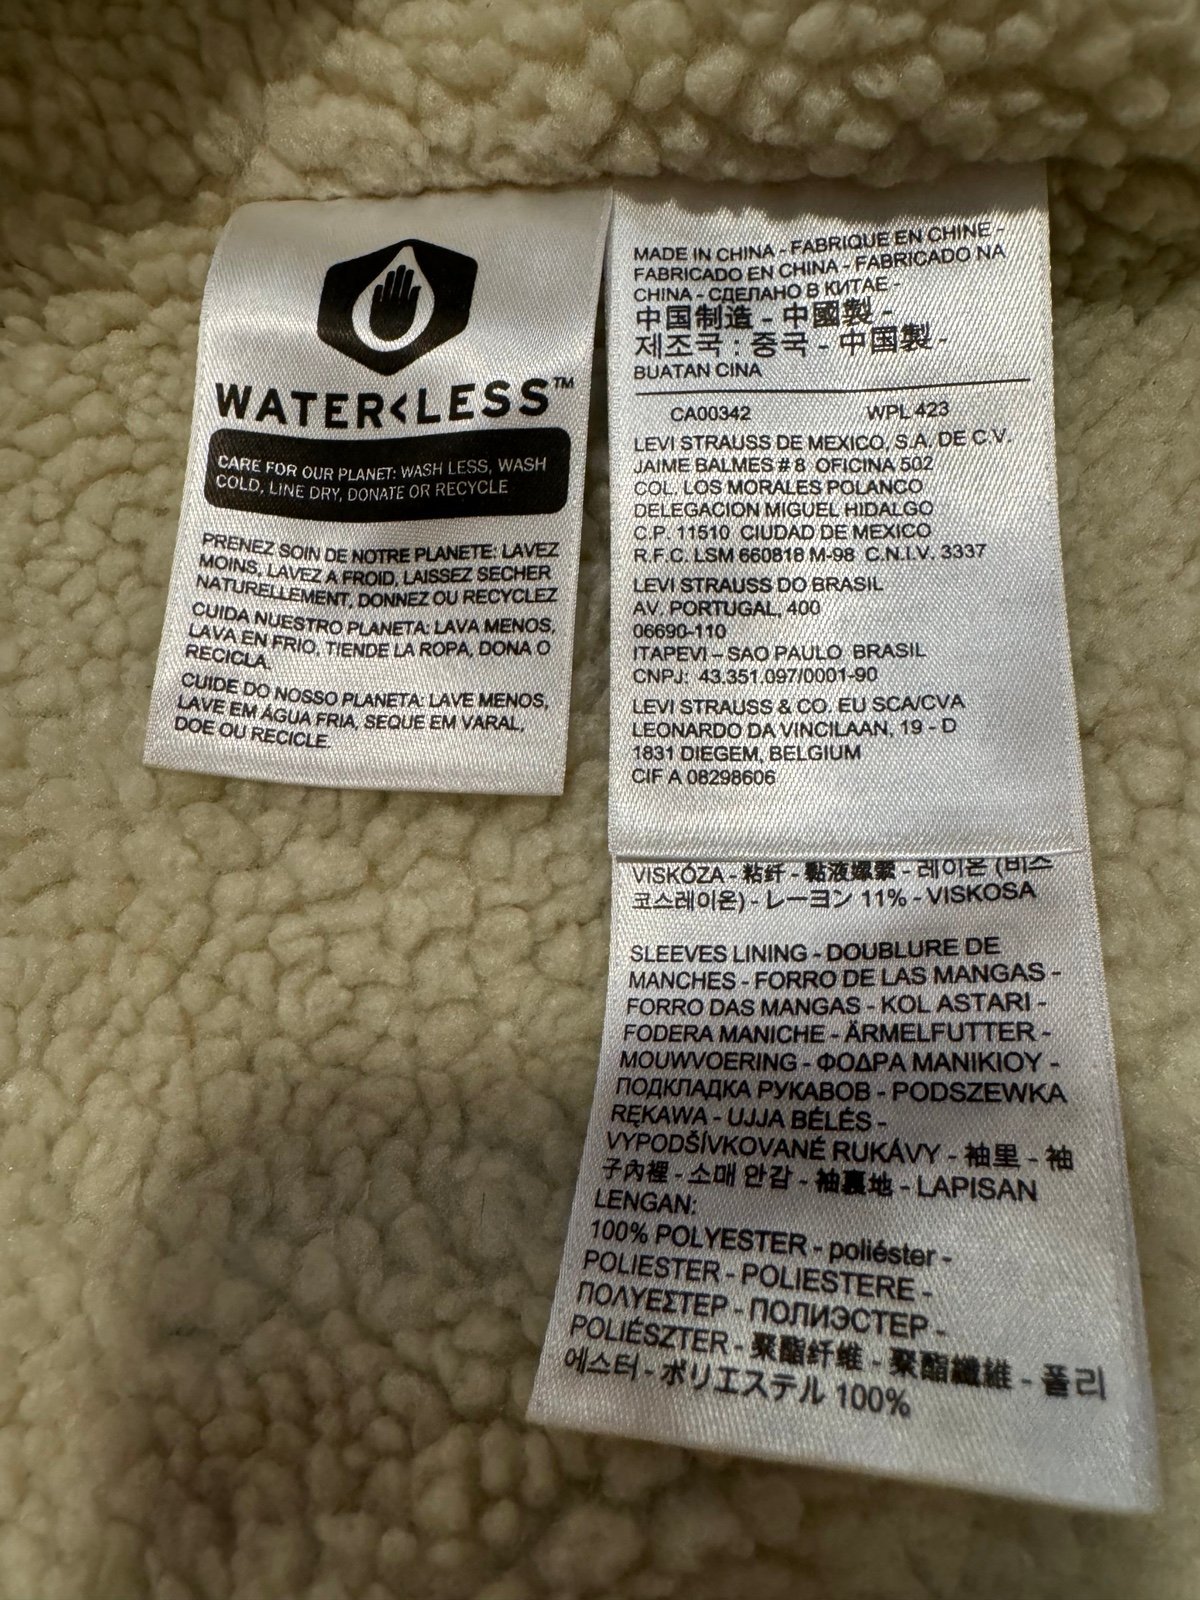 WATER<LESS™
CARE FOR OUR PLANET: WASH LESS, WASH
COLD, LINE DRY, DONATE OR RECYCLE
PRENEZ SOIN DE NOTRE PLANETE: LAVEZ
MOINS, LAVEZ A FROID, LAISSEZ SECHER
NATURELLEMENT, DONNEZ OU RECYCLEZ
CUIDA NUESTRO PLANETA: LAVA MENOS,
LAVA EN FRIO, TIENDE LA ROPA, DONA O
RECICLA.
CUIDE DO NOSSO PLANETA: LAVE MENOS,
LAVE EM ÁGUA FRIA, SEQUE EM VARAL,
DOE OU RECICLE.
MADE IN CHINA - FABRIQUE EN CHINE -
FABRICADO EN CHINA - FABRICADO NA
CHINA - СДЕЛАНО В КИТАЕ -
中国制造 - 中國製 -
제조국 : 중국 - 中国製 -
BUATAN CINA
CA00342 WPL 423
LEVI STRAUSS DE MEXICO. S.A. DE C.V.
JAIME BALMES # 8 OFICINA 502
COL. LOS MORALES POLANCO
DELEGACION MIGUEL HIDALGO
C.P. 11510 CIUDAD DE MEXICO
R.F.C. LSM 660818 M-98 C.N.I.V. 3337
LEVI STRAUSS DO BRASIL
AV. PORTUGAL, 400
06690-110
ITAPEVI – SAO PAULO BRASIL
CNPJ: 43.351.097/0001-90
LEVI STRAUSS & CO. EU SCA/CVA
LEONARDO DA VINCILAAN, 19 - D
1831 DIEGEM, BELGIUM
CIF A 08298606
VISKÓZA - 粘纤 - 黏液嫘縈 - 레이온 (비스
코스레이온) - レーヨン 11% - VISKOSA
SLEEVES LINING - DOUBLURE DE
MANCHES - FORRO DE LAS MANGAS -
FORRO DAS MANGAS - KOL ASTARI -
FODERA MANICHE - ÄRMELFUTTER -
MOUWVOERING - ΦΟΔΡΑ ΜΑΝΙΚΙΟΥ -
ПОДКЛАДКА РУКАВОВ - PODSZEWKA
RĘKAWA - UJJA BÉLÉS -
VYPODŠÍVKOVANÉ RUKÁVY - 袖里 - 袖
子內裡 - 소매 안감 - 袖裏地 - LAPISAN
LENGAN:
100% POLYESTER - poliéster -
POLIESTER - POLIESTERE -
ΠΟΛΥΕΣΤΕΡ - ПОЛИЭСТЕР -
POLIÉSZTER - 聚酯纤维 - 聚酯纖維 - 폴리
에스터 - ポリエステル 100%